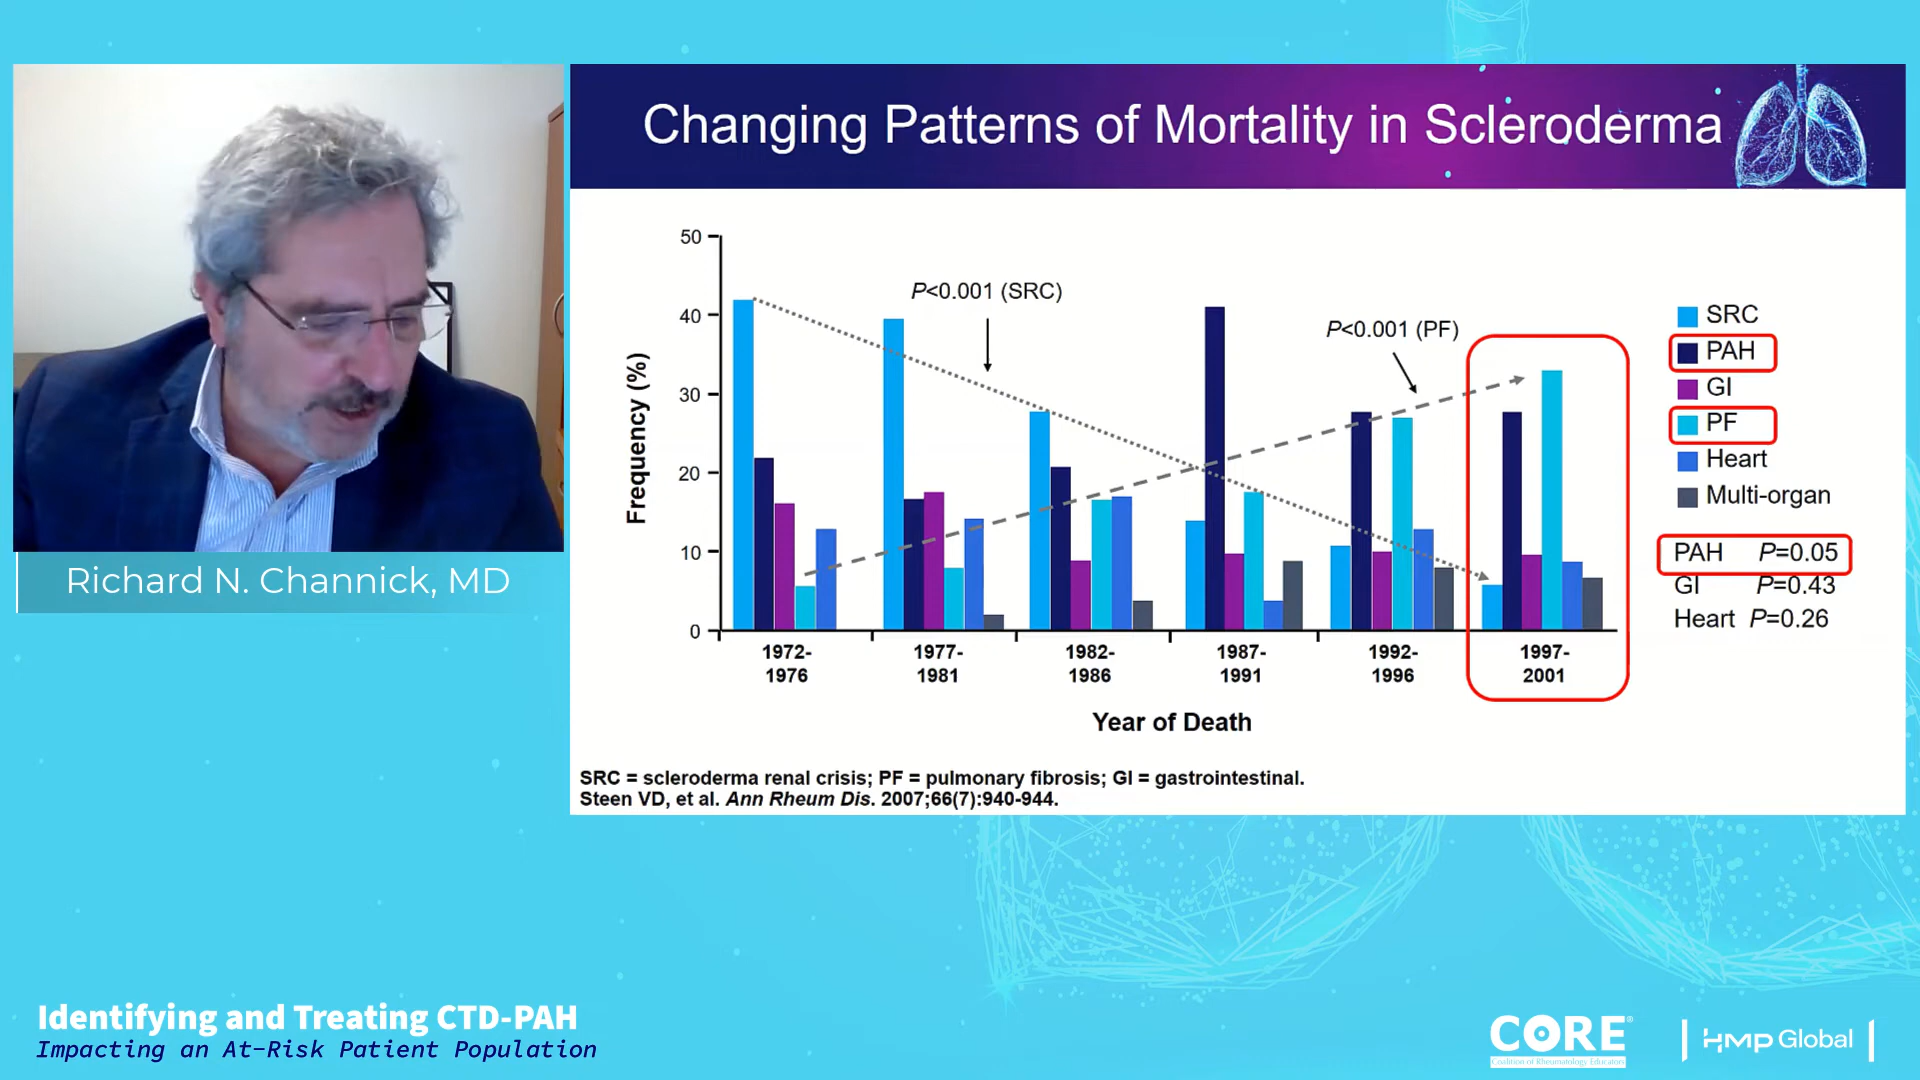 Changing Patterns of Mortality in Scleroderma
Richard N. Channick, MD
Frequency (%)
50
40
30
20
10
0
P<0.001 (SRC)
P<0.001 (PF)
SRC
PAH
GI
PF
Heart
Multi-organ
PAH P=0.05
GI P=0.43
Heart P=0.26
1972-
1976
1977-
1981
1982-
1986
1987-
1991
1992-
1996
1997-
2001
Year of Death
SRC = scleroderma renal crisis; PF = pulmonary fibrosis; GI = gastrointestinal.
Steen VD, et al. Ann Rheum Dis. 2007;66(7):940-944.
Identifying and Treating CTD-PAH
Impacting an At-Risk Patient Population
CORE®
Coalition of Rheumatology Educators
HMP Global